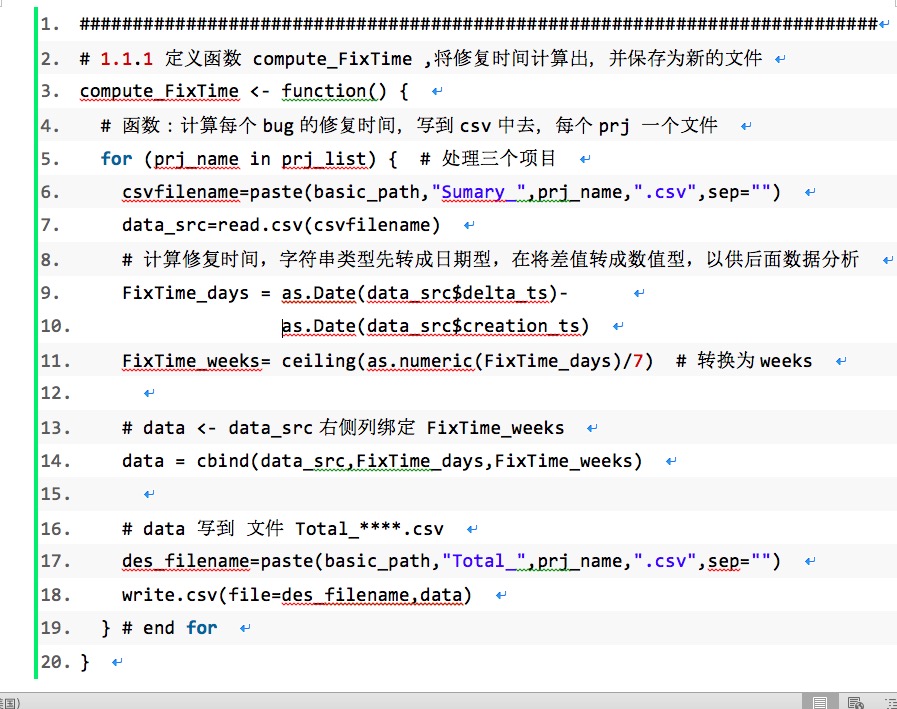 1. ###########################################################################
2. # 1.1.1 定义函数 compute_FixTime ,将修复时间计算出，并保存为新的文件
3. compute_FixTime <- function() {
4. # 函数：计算每个 bug 的修复时间，写到 csv 中去，每个 prj 一个文件
5. for (prj_name in prj_list) { # 处理三个项目
6. csvfilename=paste(basic_path,"Sumary_",prj_name,".csv",sep="")
7. data_src=read.csv(csvfilename)
8. # 计算修复时间，字符串类型先转成日期型，在将差值转成数值型，以供后面数据分析
9. FixTime_days = as.Date(data_src$delta_ts)-
10. as.Date(data_src$creation_ts)
11. FixTime_weeks= ceiling(as.numeric(FixTime_days)/7) # 转换为 weeks
12.
13. # data <- data_src 右侧列绑定 FixTime_weeks
14. data = cbind(data_src,FixTime_days,FixTime_weeks)
15.
16. # data 写到 文件 Total_****.csv
17. des_filename=paste(basic_path,"Total_",prj_name,".csv",sep="")
18. write.csv(file=des_filename,data)
19. } # end for
20. }
美国)